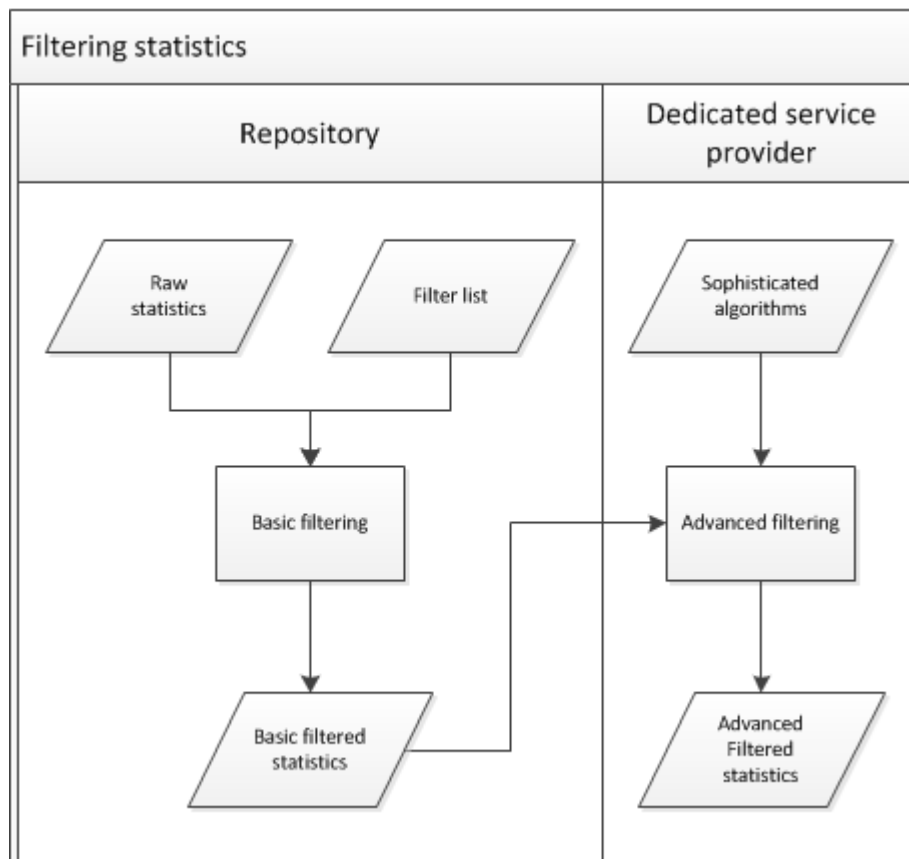 Filtering statistics
Repository
Dedicated service
provider
Raw
statistics
Filter list
Sophisticated
algorithms
Basic filtering
Advanced filtering
Basic filtered
statistics
Advanced
Filtered
statistics